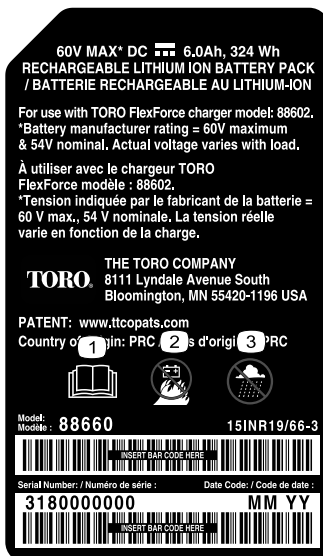 60V MAX* DC 6.0Ah, 324 Wh
RECHARGEABLE LITHIUM ION BATTERY PACK
/ BATTERIE RECHARGEABLE AU LITHIUM-ION
For use with TORO FlexForce charger model: 88602.
*Battery manufacturer rating = 60V maximum
& 54V nominal. Actual voltage varies with load.
À utiliser avec le chargeur TORO
FlexForce modèle : 88602.
*Tension indiquée par le fabricant de la batterie =
60 V max., 54 V nominale. La tension réelle
varie en fonction de la charge.
TORO.
THE TORO COMPANY
8111 Lyndale Avenue South
Bloomington, MN 55420-1196 USA
PATENT: www.ttcopats.com
Country of PRC d'origi PRC
1 2 3
Model:
Modèle : 88660 15INR19/66-3
INSERT BAR CODE HERE
Serial Number: / Numéro de série : Date Code: / Code de date :
3180000000 MM YY
INSERT BAR CODE HERE